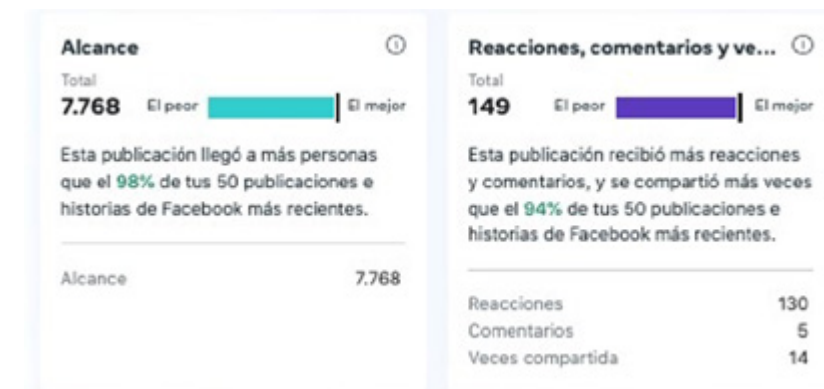 Alcance
Total
7.768 El peor El mejor
Esta publicación llegó a más personas
que el 98% de tus 50 publicaciones e
historias de Facebook más recientes.
Alcance 7.768
Reacciones, comentarios y ve...
Total
149 El peor El mejor
Esta publicación recibió más reacciones
y comentarios, y se compartió más veces
que el 94% de tus 50 publicaciones e
historias de Facebook más recientes.
Reacciones 130
Comentarios 5
Veces compartida 14